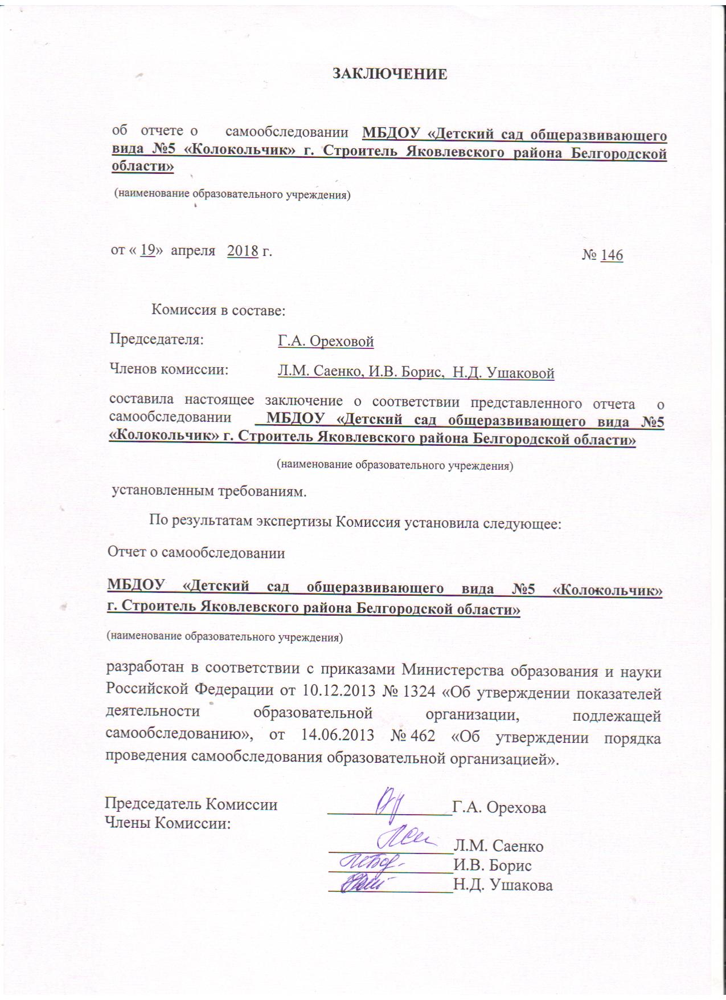 ЗАКЛЮЧЕНИЕ
об отчете о самообследовании МБДОУ «Детский сад общеразвивающего
вида №5 «Колокольчик» г. Строитель Яковлевского района Белгородской
области»
(наименование образовательного учреждения)
от « 19» апреля 2018 г. № 146
Комиссия в составе:
Председателя: Г.А. Ореховой
Членов комиссии: Л.М. Саенко, И.В. Борис, Н.Д. Ушаковой
составила настоящее заключение о соответствии представленного отчета о
самообследовании МБДОУ «Детский сад общеразвивающего вида №5
«Колокольчик» г. Строитель Яковлевского района Белгородской области»
(наименование образовательного учреждения)
установленным требованиям.
По результатам экспертизы Комиссия установила следующее:
Отчет о самообследовании
МБДОУ «Детский сад общеразвивающего вида №5 «Колокольчик»
г. Строитель Яковлевского района Белгородской области»
(наименование образовательного учреждения)
разработан в соответствии с приказами Министерства образования и науки
Российской Федерации от 10.12.2013 № 1324 «Об утверждении показателей
деятельности образовательной организации, подлежащей
самообследованию», от 14.06.2013 № 462 «Об утверждении порядка
проведения самообследования образовательной организацией».
Председатель Комиссии Г.А. Орехова
Члены Комиссии:
Л.М. Саенко
И.В. Борис
Н.Д. Ушакова